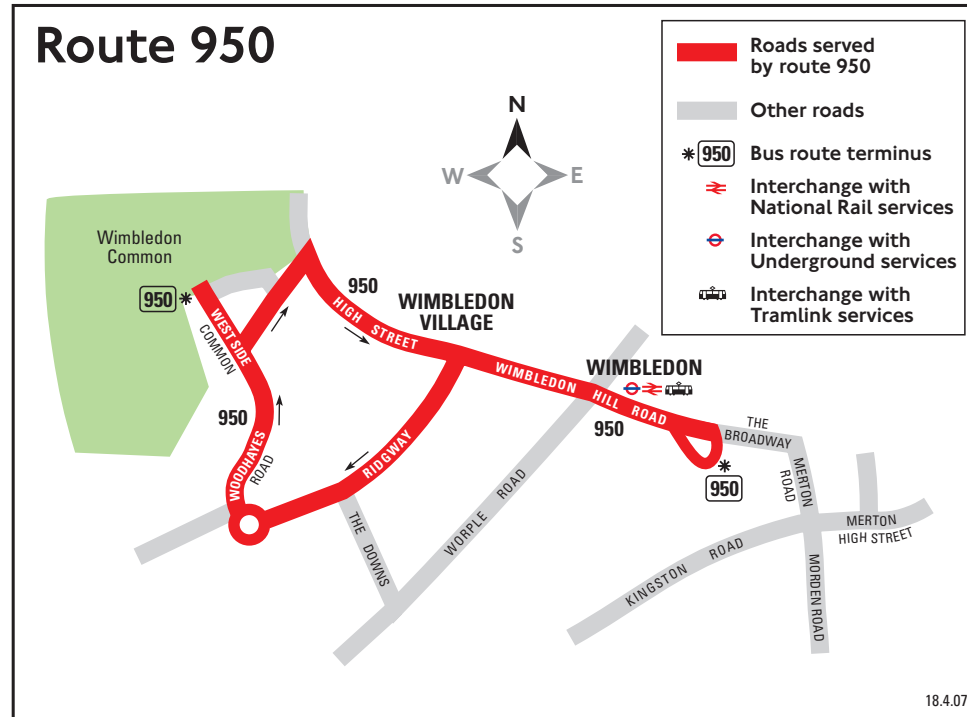 Route 950
Roads served
by route 950
Other roads
950 Bus route terminus
Interchange with
National Rail services
Interchange with
Underground services
Interchange with
Tramlink services
N
W
E
S
Wimbledon
Common
950
950
WEST SIDE
COMMON
HIGH STREET
WIMBLEDON
VILLAGE
WIMBLEDON
WIMBLEDON HILL ROAD
950
950
WOODHAYES
ROAD
RIDGWAY
THE DOWNS
WORPLE ROAD
THE
BROADWAY
950
MERTON
ROAD
MERTON
HIGH STREET
KINGSTON ROAD
MORDEN ROAD
18.4.07